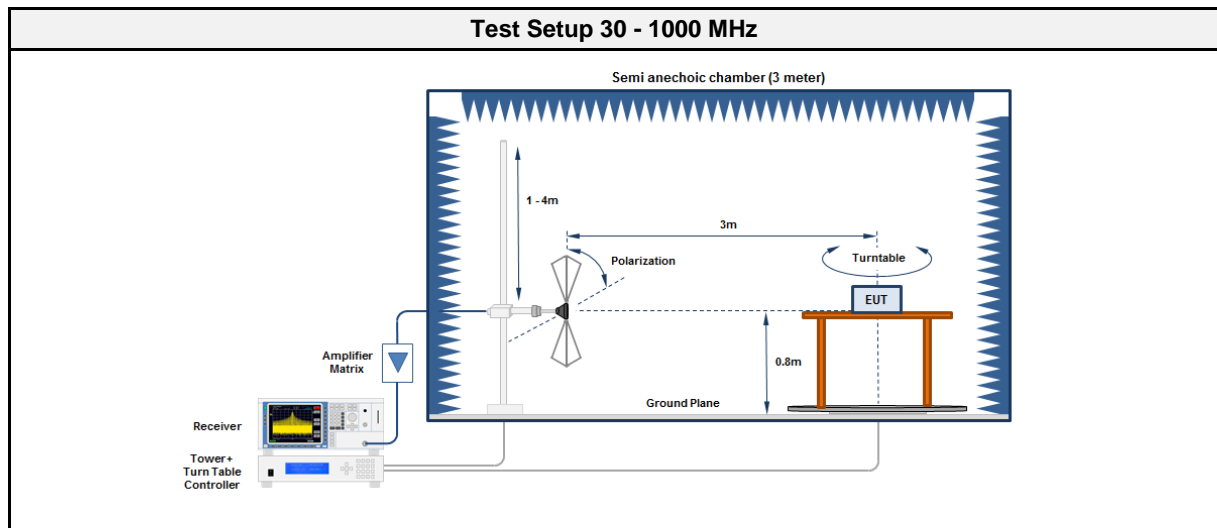 Test Setup 30 - 1000 MHz
Semi anechoic chamber (3 meter)
1 - 4m
3m
Polarization
Turntable
EUT
Amplifier
Matrix
0.8m
Ground Plane
Receiver
Tower+
Turn Table
Controller